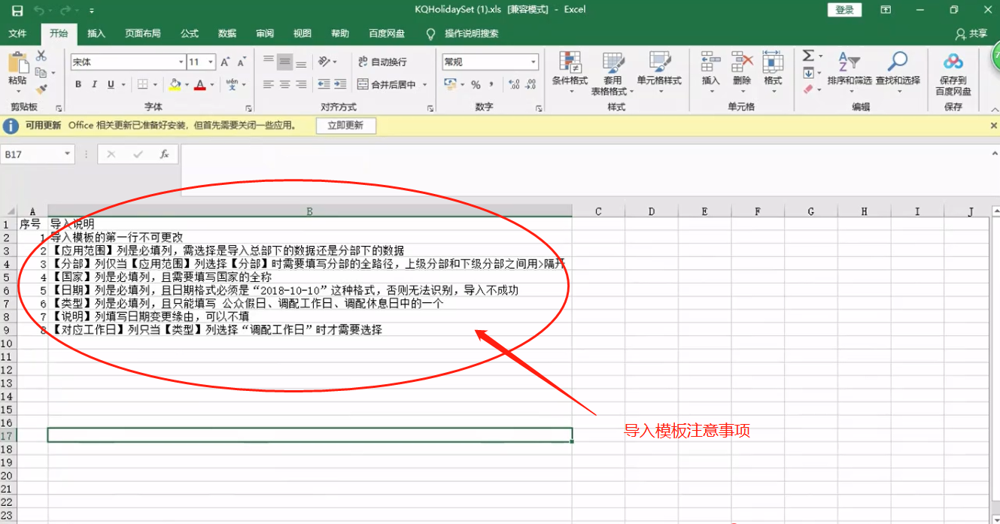 KQHolidaySet (1).xls [兼容模式] - Excel
登录
文件 开始 插入 页面布局 公式 数据 审阅 视图 帮助 百度网盘 操作说明搜索 共享
宋体 11 自动换行 常规
粘贴 B I U 合并后居中 % 条件格式 套用 表格格式 单元格样式 插入 删除 格式 排序和筛选 查找和选择 保存到 百度网盘
剪贴板 字体 对齐方式 数字 样式 单元格 编辑 保存
可用更新 Office 相关更新已准备好安装，但首先需要关闭一些应用。 立即更新
B17 fx
A B C D E F G H I J
1 序号 导入说明
2 1 导入模板的第一行不可更改
3 2 【应用范围】列是必填列，需选择是导入总部下的数据还是分部下的数据
4 3 【分部】列仅当【应用范围】列选择【分部】时需要填写分部的全路径，上级分部和下级分部之间用>隔开
5 4 【国家】列是必填列，且需要填写国家的全称
6 5 【日期】列是必填列，且日期格式必须是“2018-10-10”这种格式，否则无法识别，导入不成功
7 6 【类型】列是必填列，且只能填写 公众假日、调配工作日、调配休息日中的一个
8 7 【说明】列填写日期变更缘由，可以不填
9 8 【对应工作日】列只当【类型】列选择“调配工作日”时才需要选择
10
11
12
13
14
15
16
导入模板注意事项
17
18
19
20
21
22
23